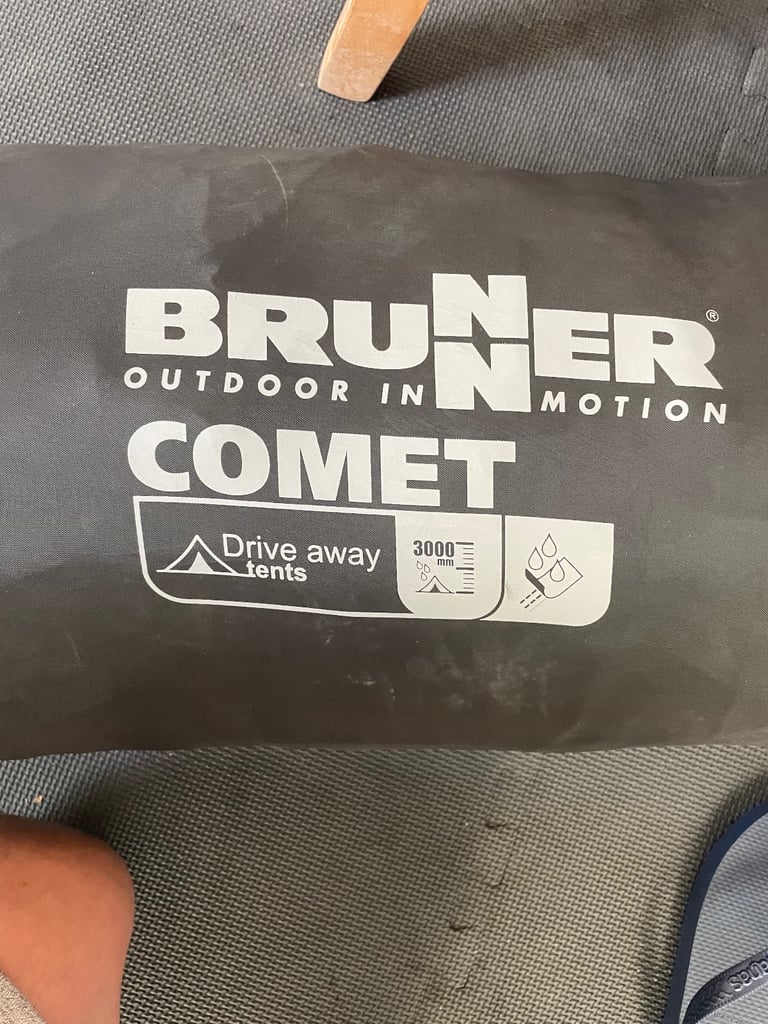 BRUNNER®
OUTDOOR IN MOTION
COMET
Drive away
tents
3000
mm